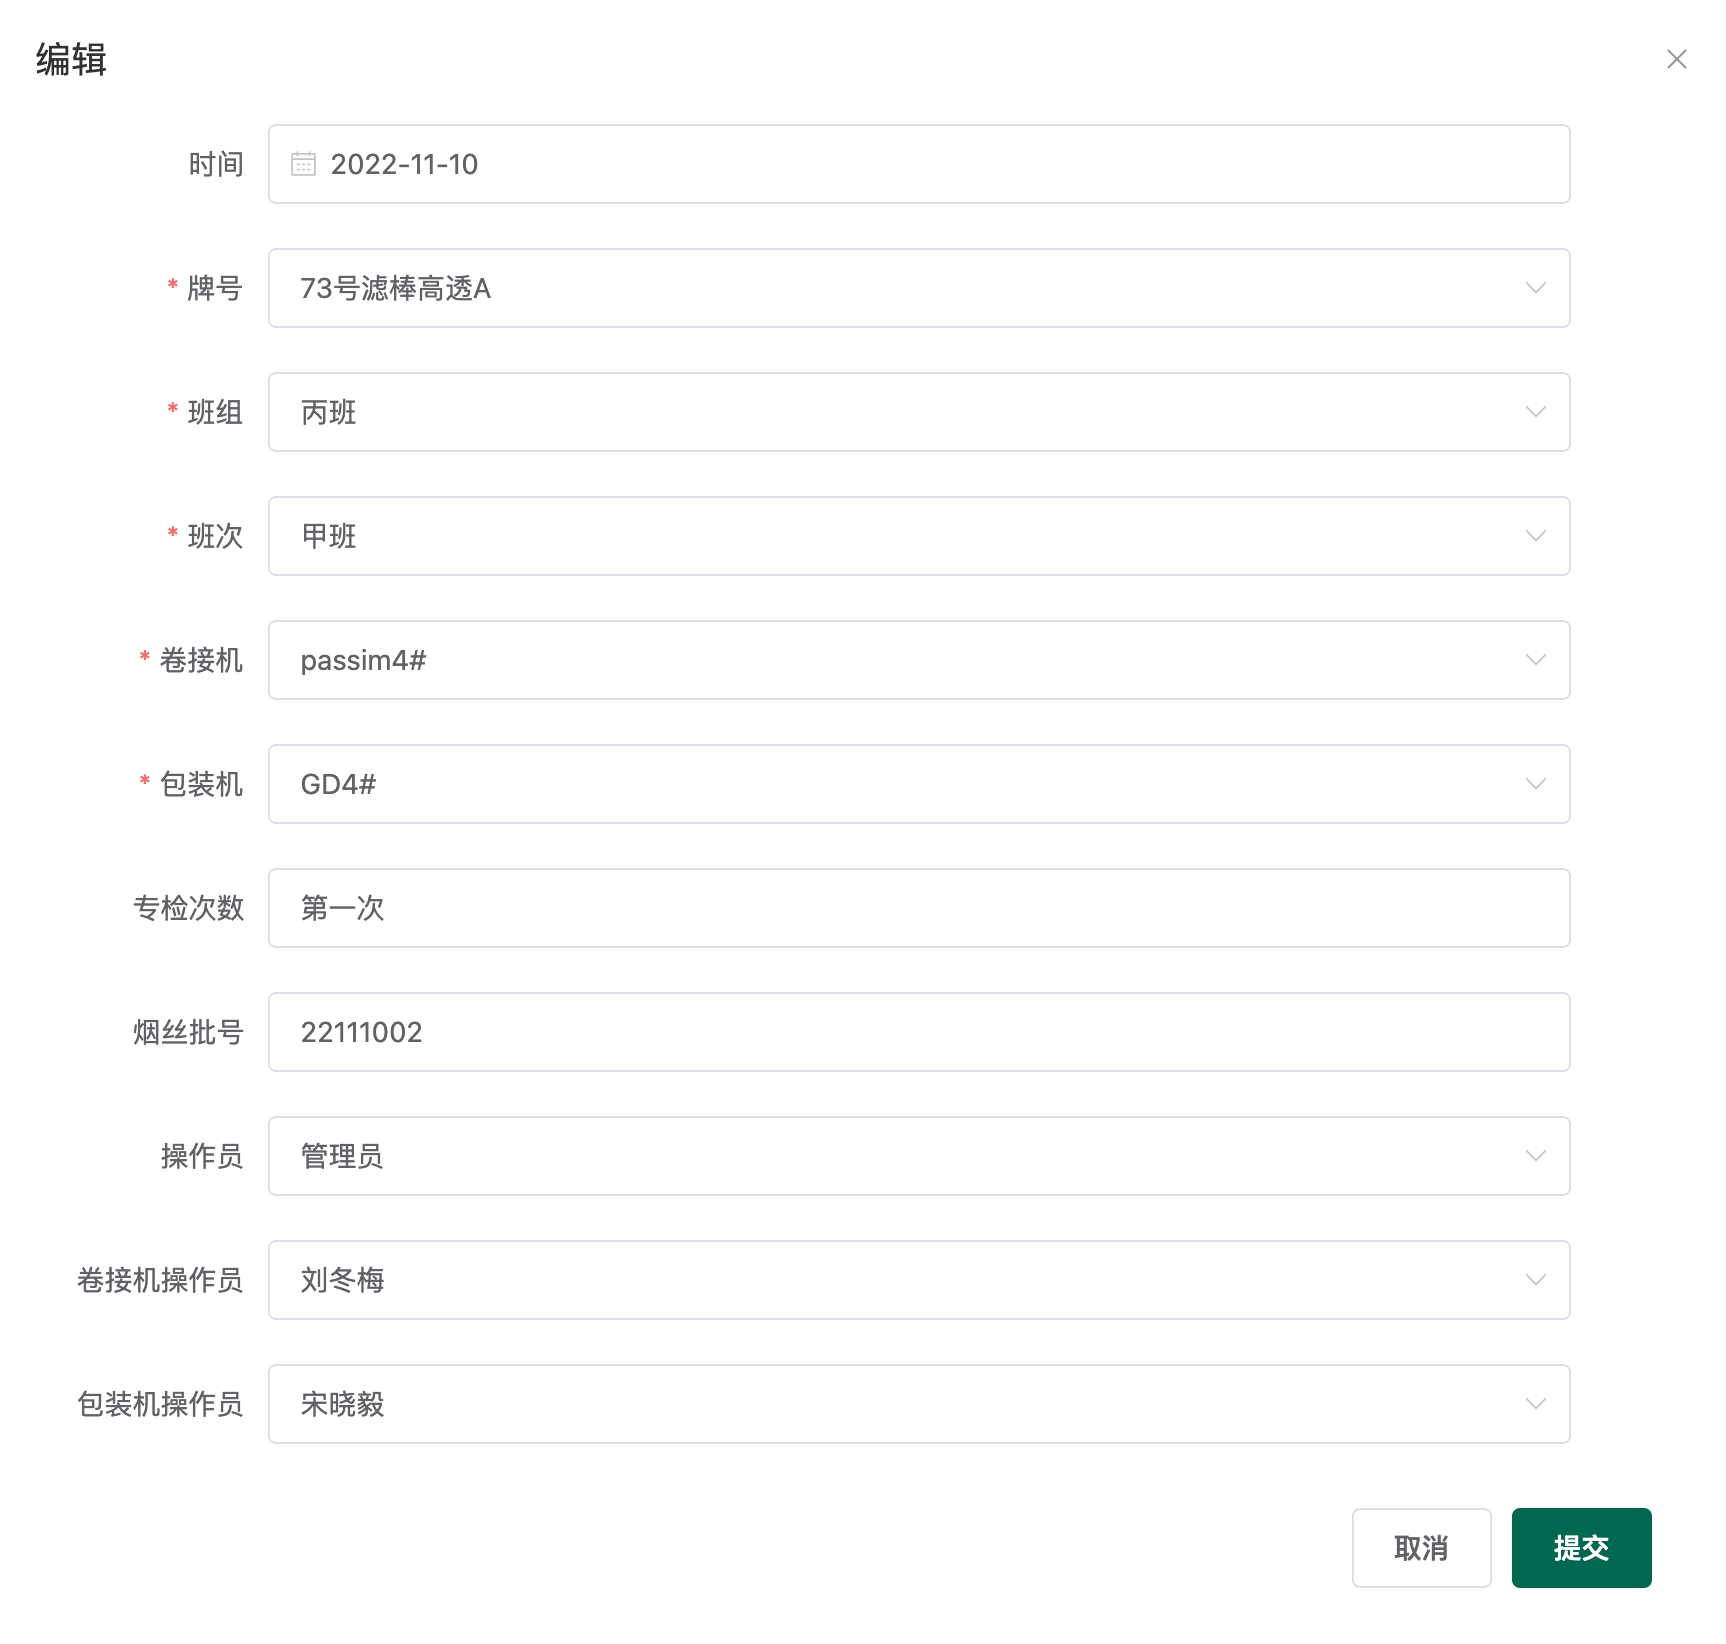 编辑
时间 2022-11-10
* 牌号 73号滤棒高透A
* 班组 丙班
* 班次 甲班
* 卷接机 passim4#
* 包装机 GD4#
专检次数 第一次
烟丝批号 22111002
操作员 管理员
卷接机操作员 刘冬梅
包装机操作员 宋晓毅
取消 提交